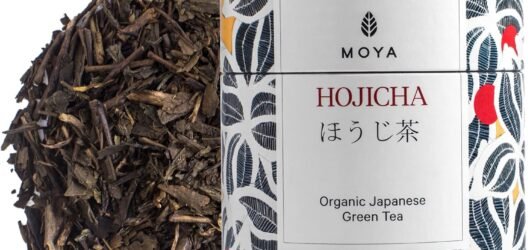 MOYA
HOJICHA
ほうじ茶
Organic Japanese
Green Tea